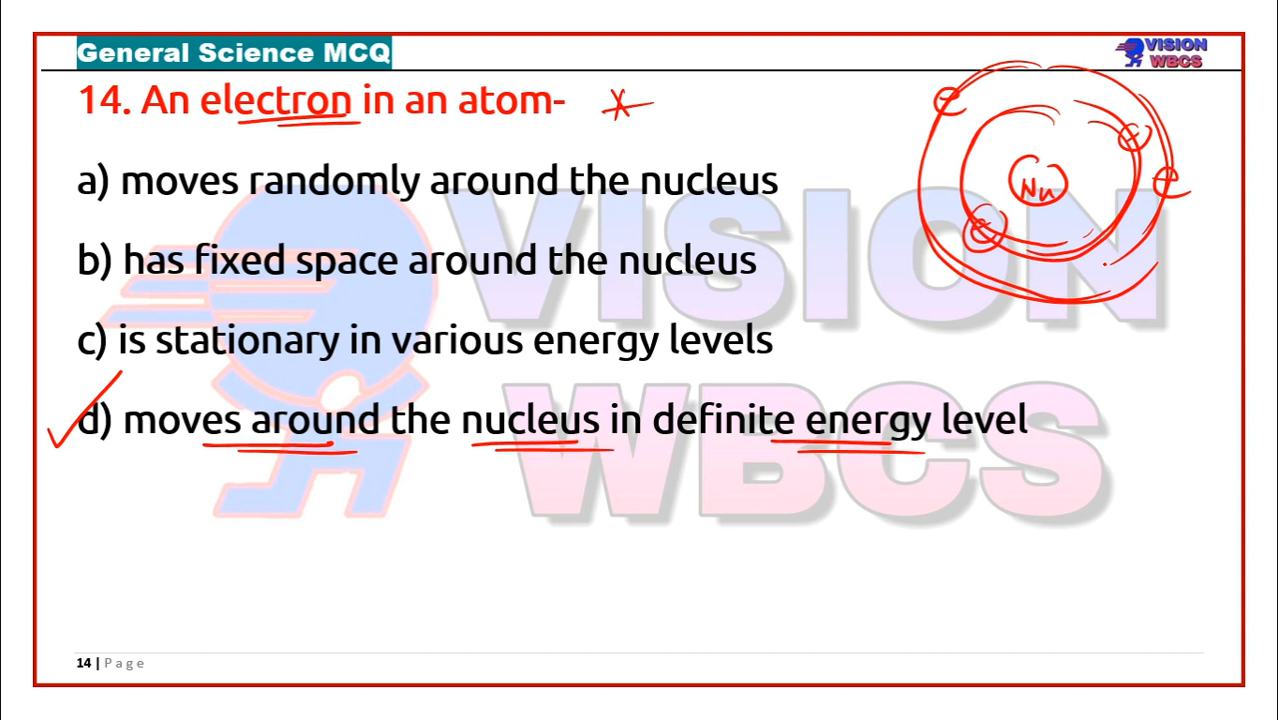 General Science MCQ
VISION
WBCS
14. An electron in an atom-
a) moves randomly around the nucleus
Nu
b) has fixed space around the nucleus
c) is stationary in various energy levels
d) moves around the nucleus in definite energy level
VISION
WBCS
14 | Page